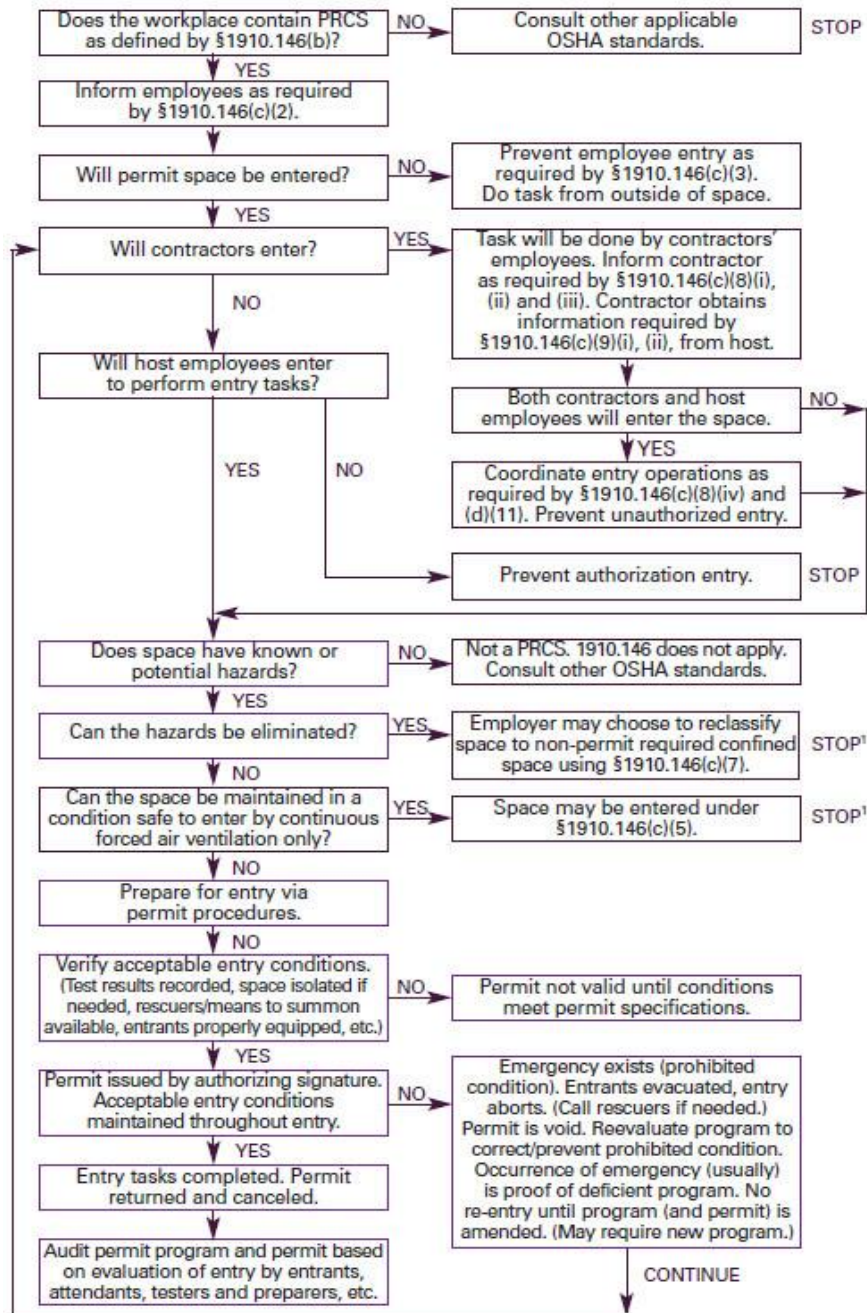 Does the workplace contain PRCS
as defined by §1910.146(b)?
NO
Consult other applicable
OSHA standards.
STOP
YES
Inform employees as required
by §1910.146(c)(2).
Will permit space be entered?
NO
Prevent employee entry as
required by §1910.146(c)(3).
Do task from outside of space.
YES
Will contractors enter?
YES
Task will be done by contractors'
employees. Inform contractor
as required by §1910.146(c)(8)(i),
(ii) and (iii). Contractor obtains
information required by
§1910.146(c)(9)(i), (ii), from host.
NO
Will host employees enter
to perform entry tasks?
Both contractors and host
employees will enter the space.
NO
YES
YES
NO
Coordinate entry operations as
required by §1910.146(c)(8)(iv) and
(d)(11). Prevent unauthorized entry.
Prevent authorization entry.
STOP
Does space have known or
potential hazards?
NO
Not a PRCS. 1910.146 does not apply.
Consult other OSHA standards.
YES
Can the hazards be eliminated?
YES
Employer may choose to reclassify
space to non-permit required confined
space using §1910.146(c)(7).
STOP¹
NO
Can the space be maintained in a
condition safe to enter by continuous
forced air ventilation only?
YES
Space may be entered under
§1910.146(c)(5).
STOP¹
NO
Prepare for entry via
permit procedures.
NO
Verify acceptable entry conditions.
(Test results recorded, space isolated if
needed, rescuers/means to summon
available, entrants properly equipped, etc.)
NO
Permit not valid until conditions
meet permit specifications.
YES
Permit issued by authorizing signature.
Acceptable entry conditions
maintained throughout entry.
NO
Emergency exists (prohibited
condition). Entrants evacuated, entry
aborts. (Call rescuers if needed.)
Permit is void. Reevaluate program to
correct/prevent prohibited condition.
Occurrence of emergency (usually)
is proof of deficient program. No
re-entry until program (and permit) is
amended. (May require new program.)
YES
Entry tasks completed. Permit
returned and canceled.
Audit permit program and permit based
on evaluation of entry by entrants,
attendants, testers and preparers, etc.
CONTINUE